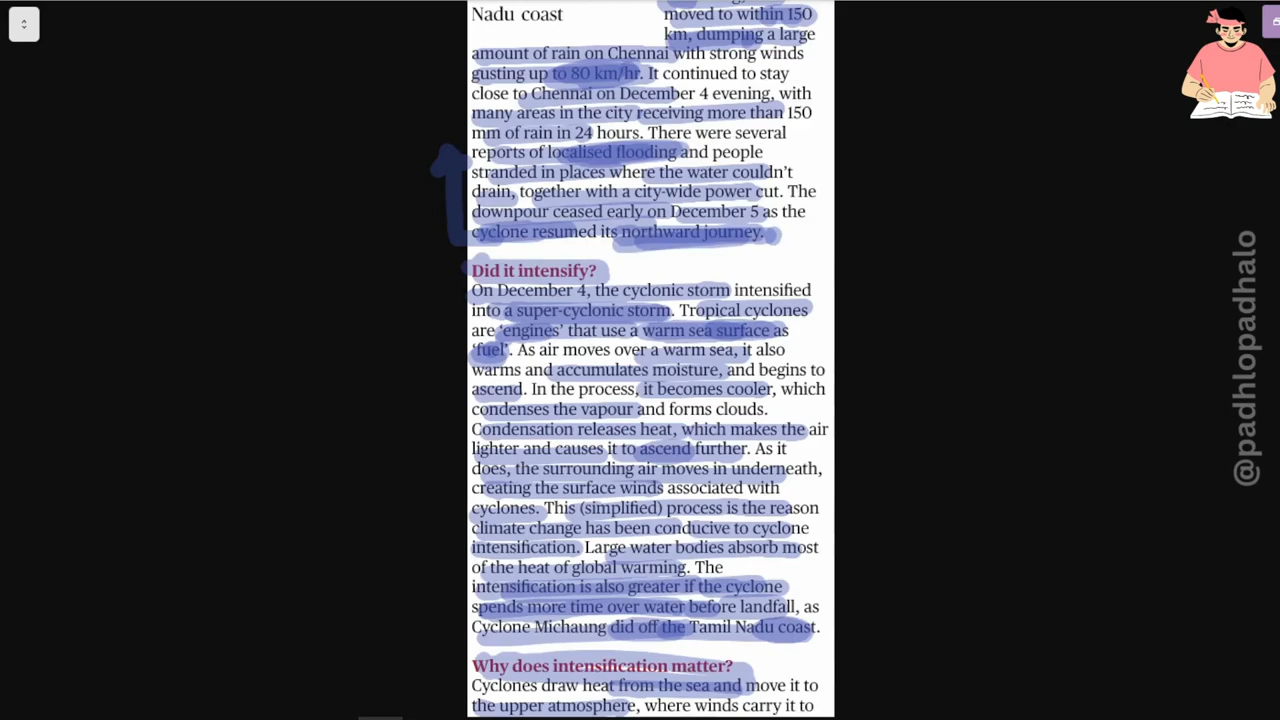 Nadu coast
moved to within 150
km, dumping a large
amount of rain on Chennai with strong winds
gusting up to 80 km/hr. It continued to stay
close to Chennai on December 4 evening, with
many areas in the city receiving more than 150
mm of rain in 24 hours. There were several
reports of localised flooding and people
stranded in places where the water couldn’t
drain, together with a city-wide power cut. The
downpour ceased early on December 5 as the
cyclone resumed its northward journey.
Did it intensify?
On December 4, the cyclonic storm intensified
into a super-cyclonic storm. Tropical cyclones
are ‘engines’ that use a warm sea surface as
‘fuel’. As air moves over a warm sea, it also
warms and accumulates moisture, and begins to
ascend. In the process, it becomes cooler, which
condenses the vapour and forms clouds.
Condensation releases heat, which makes the air
lighter and causes it to ascend further. As it
does, the surrounding air moves in underneath,
creating the surface winds associated with
cyclones. This (simplified) process is the reason
climate change has been conducive to cyclone
intensification. Large water bodies absorb most
of the heat of global warming. The
intensification is also greater if the cyclone
spends more time over water before landfall, as
Cyclone Michaung did off the Tamil Nadu coast.
Why does intensification matter?
Cyclones draw heat from the sea and move it to
the upper atmosphere, where winds carry it to
@padhlopadhalo